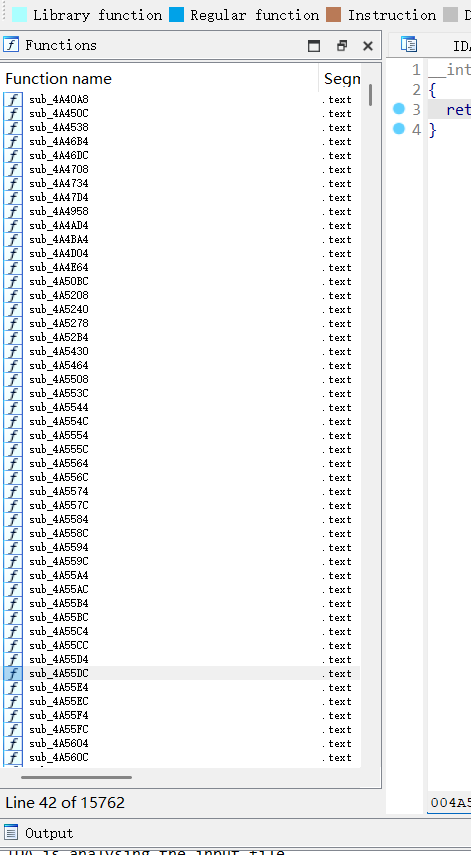 Library function Regular function Instruction D
Functions
IDA
Function name Segm
sub_4A40A8 .text
sub_4A450C .text
sub_4A4538 .text
sub_4A46B4 .text
sub_4A46DC .text
sub_4A4708 .text
sub_4A4734 .text
sub_4A47D4 .text
sub_4A4958 .text
sub_4A4AD4 .text
sub_4A4BA4 .text
sub_4A4D04 .text
sub_4A4E64 .text
sub_4A50BC .text
sub_4A5208 .text
sub_4A5240 .text
sub_4A5278 .text
sub_4A52B4 .text
sub_4A5430 .text
sub_4A5464 .text
sub_4A5508 .text
sub_4A553C .text
sub_4A5544 .text
sub_4A554C .text
sub_4A5554 .text
sub_4A555C .text
sub_4A5564 .text
sub_4A556C .text
sub_4A5574 .text
sub_4A557C .text
sub_4A5584 .text
sub_4A558C .text
sub_4A5594 .text
sub_4A559C .text
sub_4A55A4 .text
sub_4A55AC .text
sub_4A55B4 .text
sub_4A55BC .text
sub_4A55C4 .text
sub_4A55CC .text
sub_4A55D4 .text
sub_4A55DC .text
sub_4A55E4 .text
sub_4A55EC .text
sub_4A55F4 .text
sub_4A55FC .text
sub_4A5604 .text
sub_4A560C .text
1 __int
2 {
3 ret
4 }
Line 42 of 15762
004A5
Output
IDA is analysing the input file